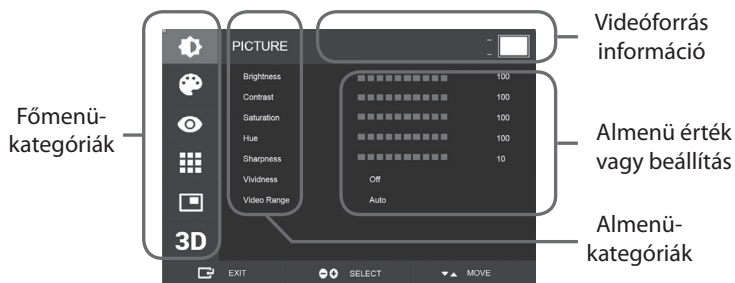 Videóforrás
információ
PICTURE
Brightness 100
Contrast 100
Saturation 100
Hue 100
Sharpness 10
Vividness Off
Video Range Auto
3D
EXIT SELECT MOVE
Főmenü-
kategóriák
Almenü érték
vagy beállítás
Almenü-
kategóriák